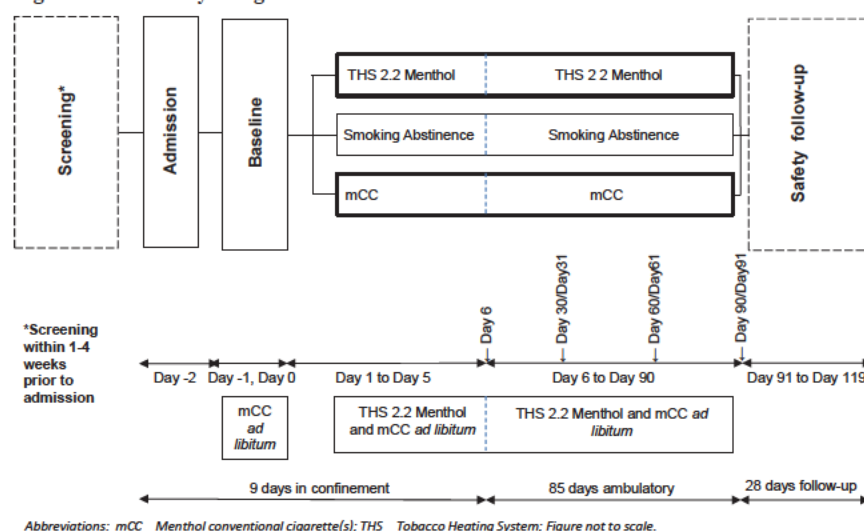 Screening*
Admission
Baseline
THS 2.2 Menthol
THS 2 2 Menthol
Smoking Abstinence
Smoking Abstinence
mCC
mCC
Safety follow-up
*Screening
within 1-4
weeks
prior to
admission
Day 6
Day 30/Day31
Day 60/Day61
Day 90/Day91
Day -2
Day -1, Day 0
Day 1 to Day 5
Day 6 to Day 90
Day 91 to Day 119
mCC
ad
libitum
THS 2.2 Menthol
and mCC ad libitum
THS 2.2 Menthol and mCC ad
libitum
9 days in confinement
85 days ambulatory
28 days follow-up
Abbreviations: mCC Menthol conventional cigarette(s); THS Tobacco Heating System; Figure not to scale.